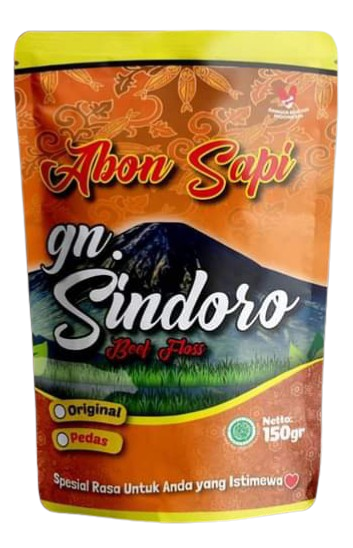 Abon Sapi
gn.
Sindoro
Beef Floss
Original
Pedas
Netto:
150gr
Spesial Rasa Untuk Anda yang Istimewa